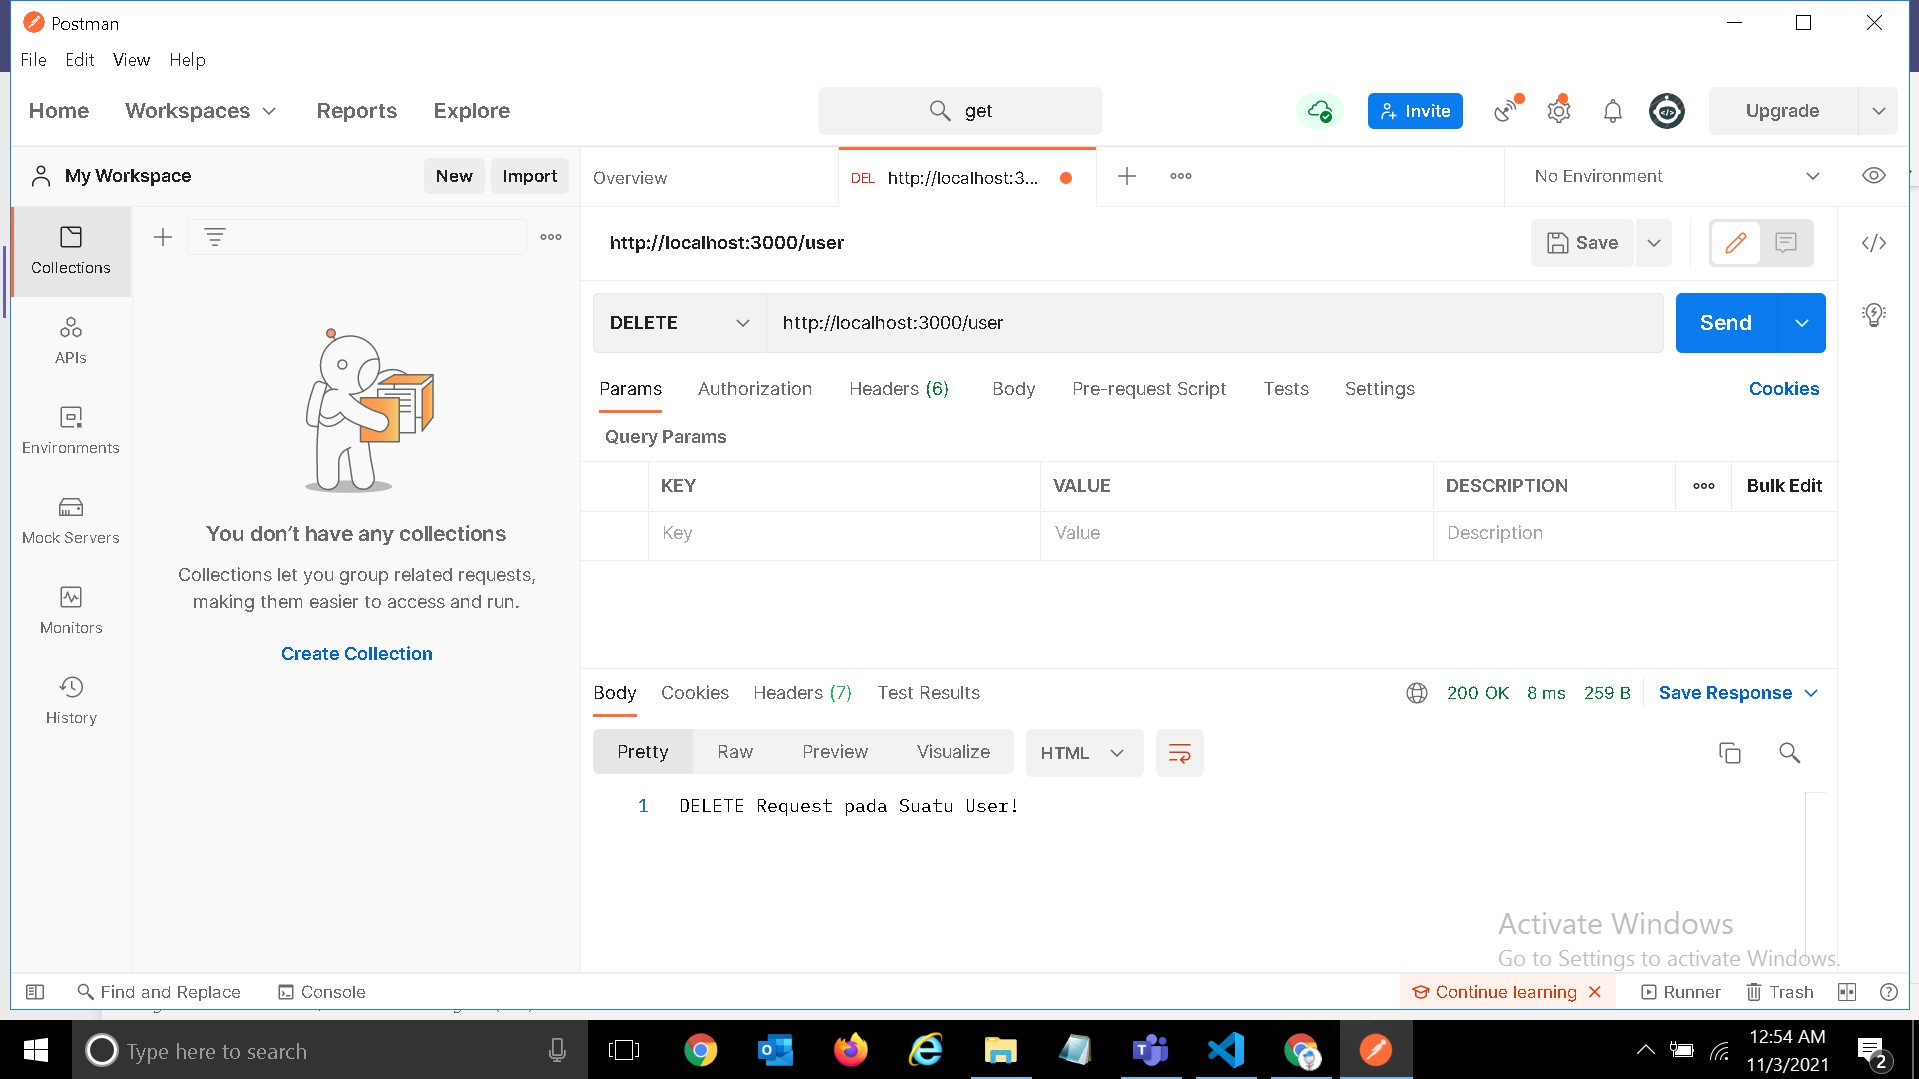 Postman
File Edit View Help
Home Workspaces Reports Explore
get
Invite
Upgrade
My Workspace
New Import
Overview
DEL http://localhost:3...
No Environment
Collections
APIs
Environments
Mock Servers
Monitors
History
You don't have any collections
Collections let you group related requests,
making them easier to access and run.
Create Collection
http://localhost:3000/user
Save
DELETE http://localhost:3000/user
Send
Params Authorization Headers (6) Body Pre-request Script Tests Settings Cookies
Query Params
KEY VALUE DESCRIPTION Bulk Edit
Key Value Description
Body Cookies Headers (7) Test Results 200 OK 8 ms 259 B Save Response
Pretty Raw Preview Visualize HTML
1 DELETE Request pada Suatu User!
Activate Windows
Go to Settings to activate Windows.
Find and Replace Console
Continue learning Runner Trash
Type here to search
12:54 AM
11/3/2021
2